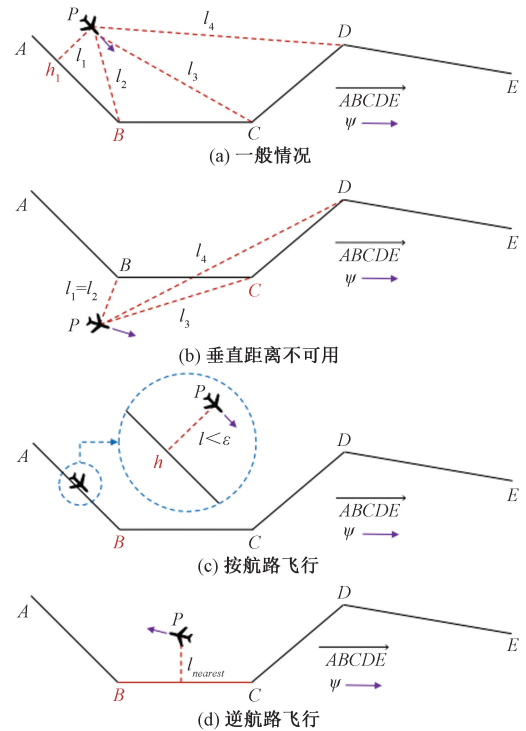 P
D
A
l₄
h₁
l₁
l₂
l₃
E
B
C
ABCDE
ψ
(a) 一般情况
A
D
B
l₄
C
E
l₁=l₂
ABCDE
P
l₃
ψ
(b) 垂直距离不可用
P
l<ε
A
h
D
E
B
C
ABCDE
ψ
(c) 按航路飞行
A
P
D
E
l_nearest
B
C
ABCDE
ψ
(d) 逆航路飞行